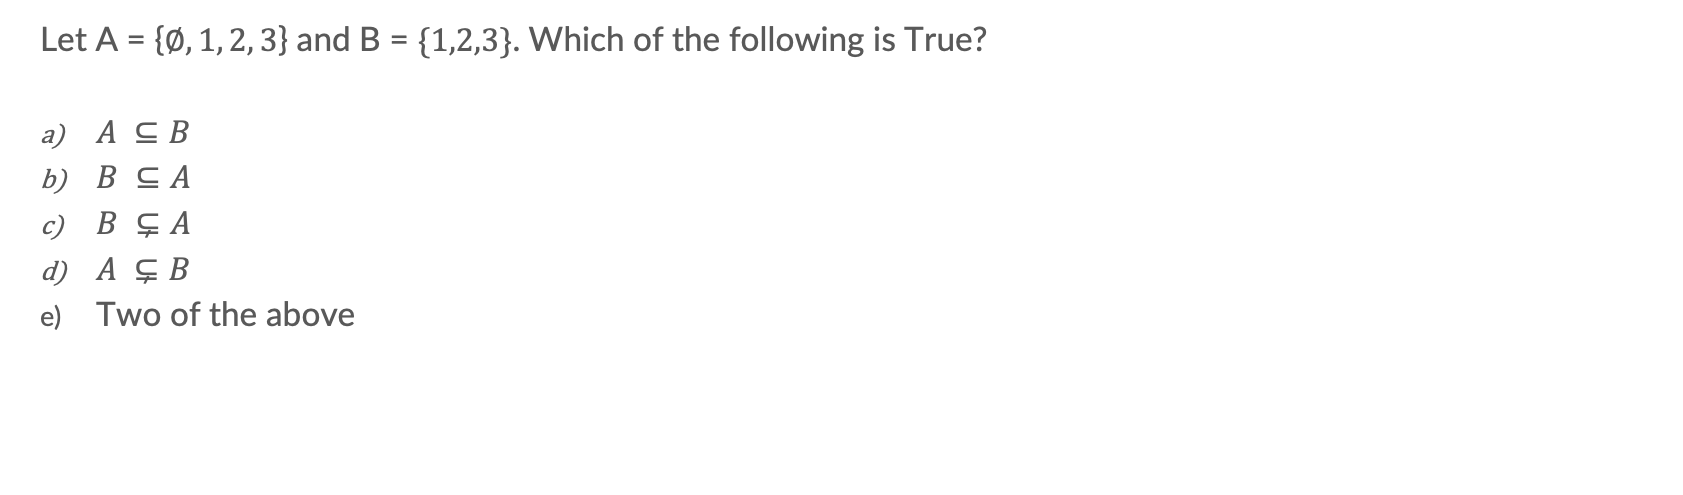 Let A = {∅, 1, 2, 3} and B = {1,2,3}. Which of the following is True?
a) A ⊆ B
b) B ⊆ A
c) B ⊊ A
d) A ⊊ B
e) Two of the above